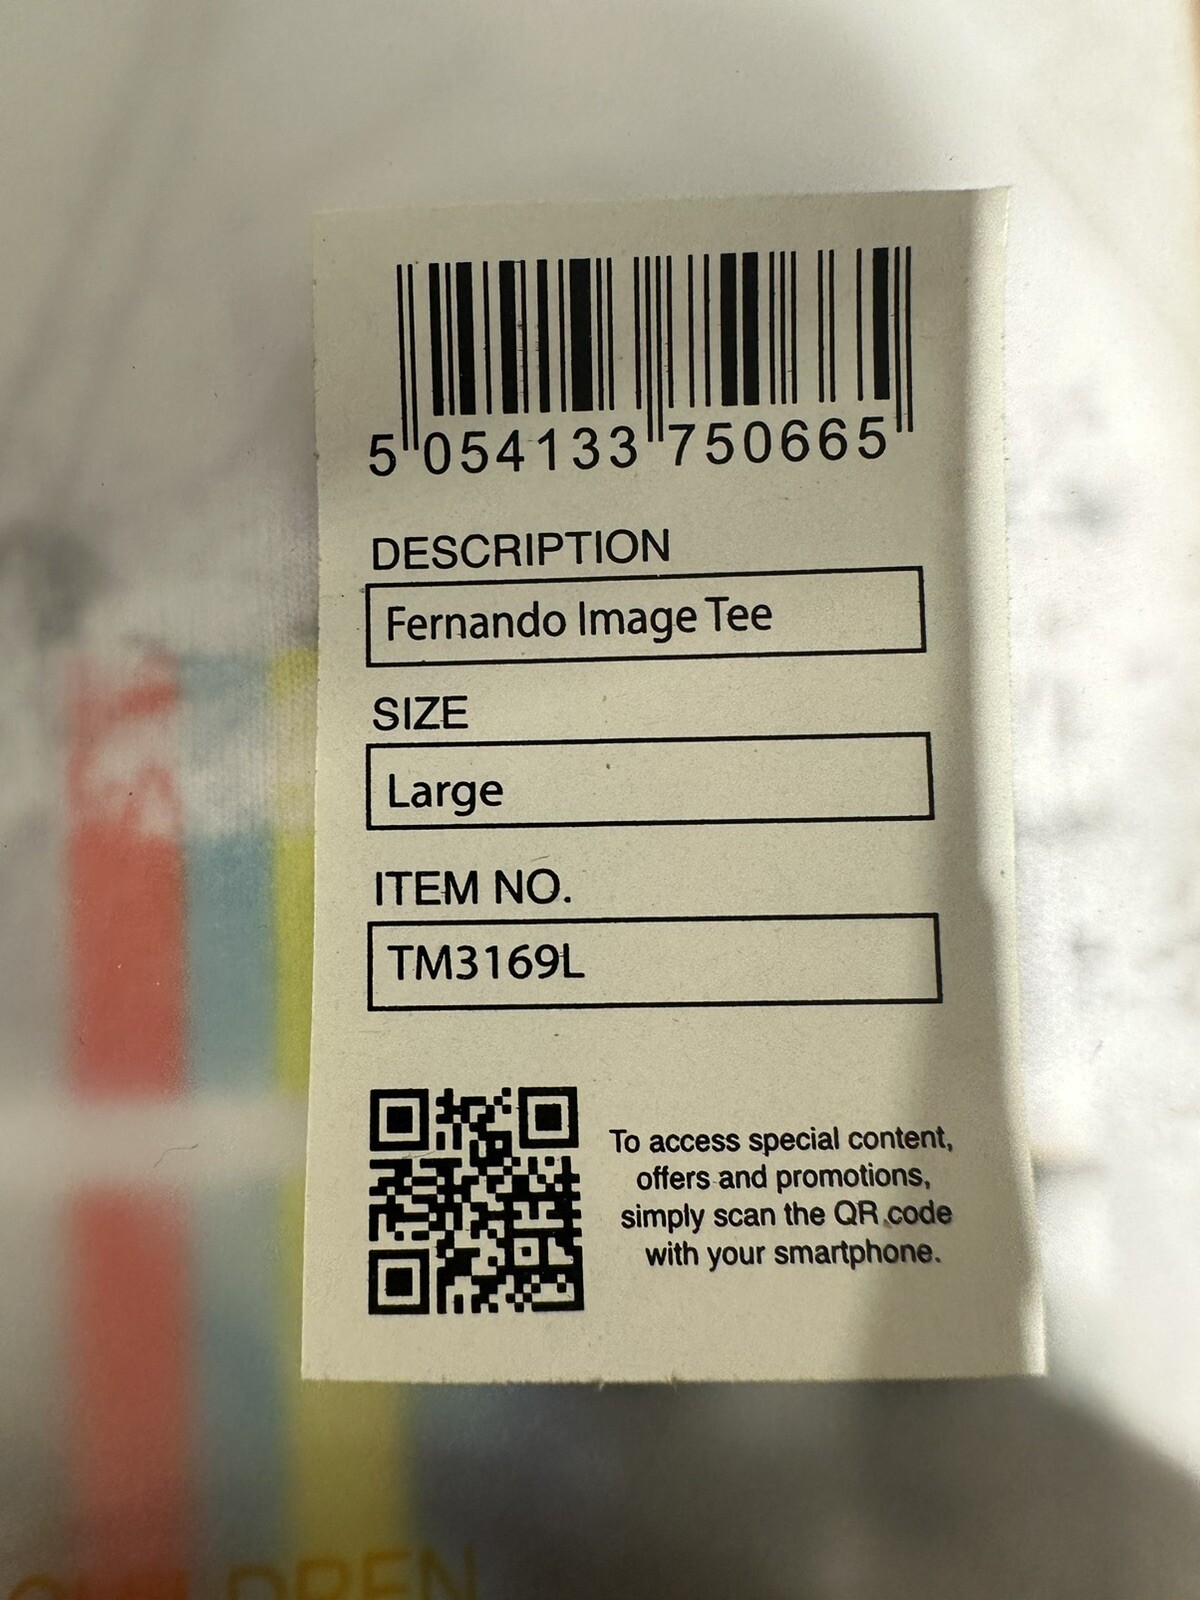 5 054133 750665
DESCRIPTION
Fernando Image Tee
SIZE
Large
ITEM NO.
TM3169L
To access special content,
offers and promotions,
simply scan the QR code
with your smartphone.
CHILDREN